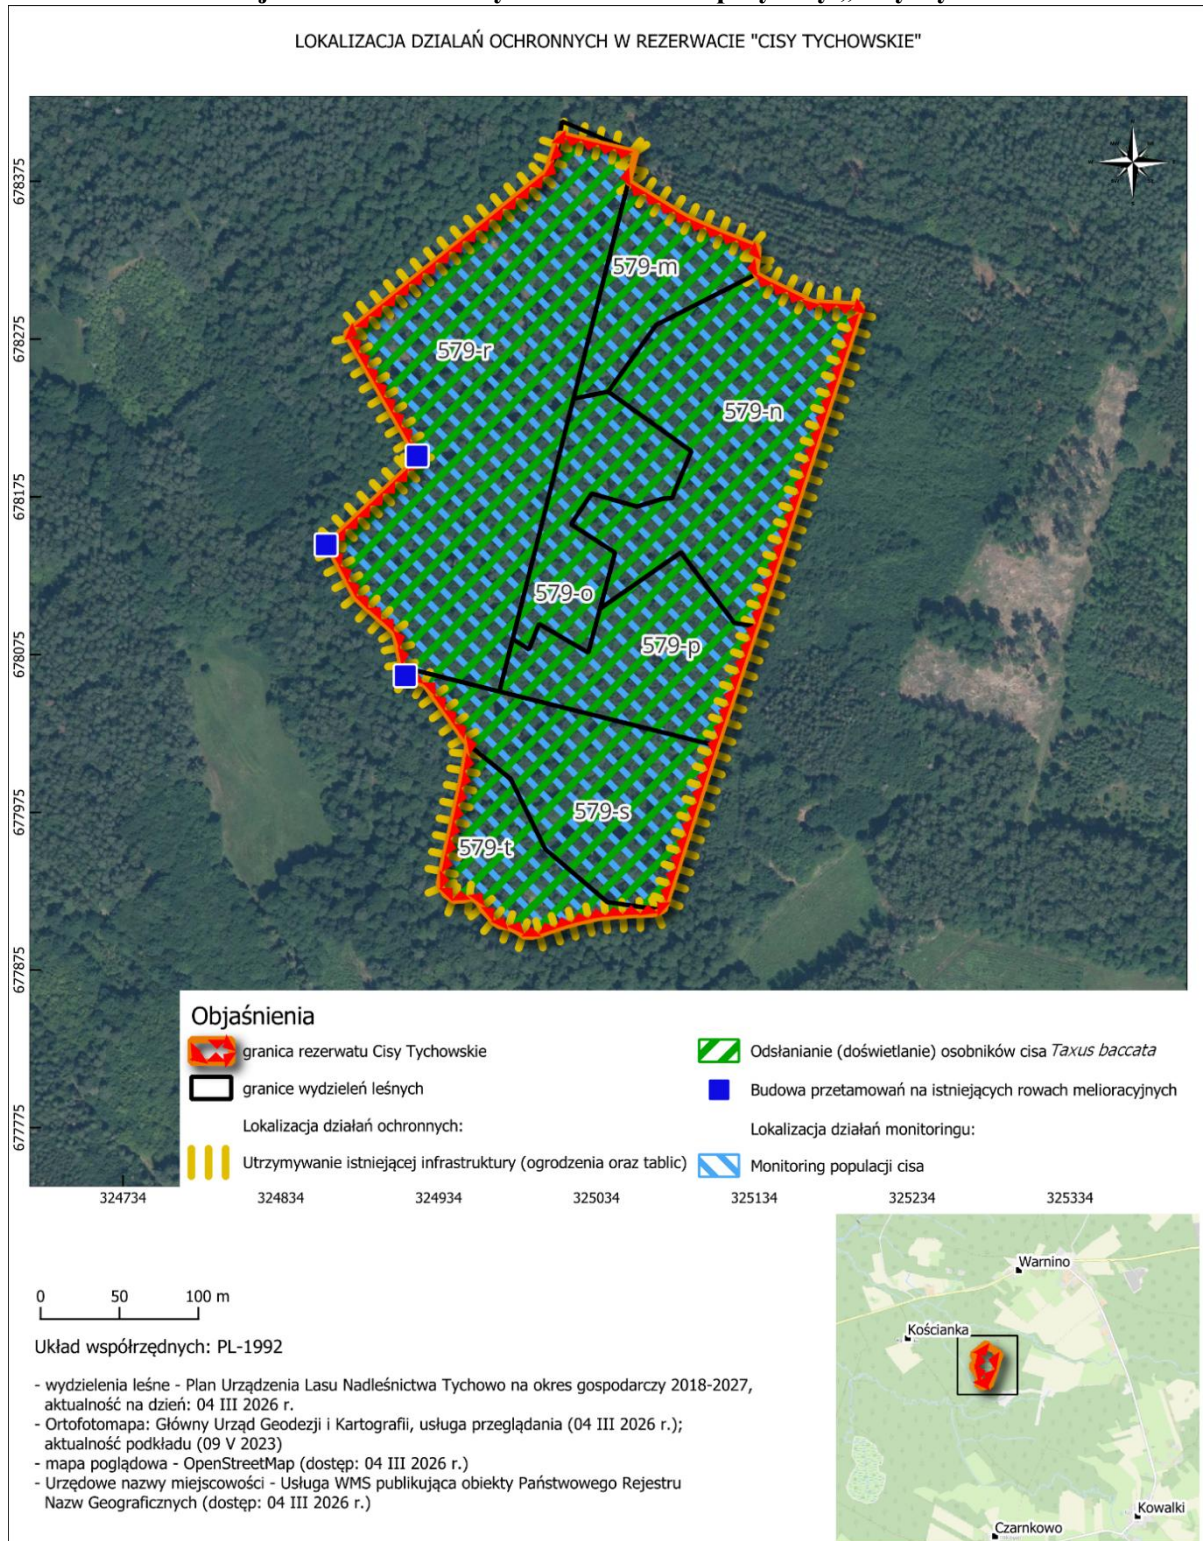 LOKALIZACJA DZIALAŃ OCHRONNYCH W REZERWACIE "CISY TYCHOWSKIE"
678375
678275
678175
678075
677975
677875
677775
579-m
579-r
579-n
579-o
579-p
579-s
579-t
Objaśnienia
granica rezerwatu Cisy Tychowskie
granice wydzieleń leśnych
Lokalizacja działań ochronnych:
Utrzymywanie istniejącej infrastruktury (ogrodzenia oraz tablic)
Odsłanianie (doświetlanie) osobników cisa Taxus baccata
Budowa przetamowań na istniejących rowach melioracyjnych
Lokalizacja działań monitoringu:
Monitoring populacji cisa
324734 324834 324934 325034 325134 325234 325334
0 50 100 m
Układ współrzędnych: PL-1992
- wydzielenia leśne - Plan Urządzenia Lasu Nadleśnictwa Tychowo na okres gospodarczy 2018-2027,
aktualność na dzień: 04 III 2026 r.
- Ortofotomapa: Główny Urząd Geodezji i Kartografii, usługa przeglądania (04 III 2026 r.);
aktualność podkładu (09 V 2023)
- mapa poglądowa - OpenStreetMap (dostęp: 04 III 2026 r.)
- Urzędowe nazwy miejscowości - Usługa WMS publikująca obiekty Państwowego Rejestru
Nazw Geograficznych (dostęp: 04 III 2026 r.)
Warnino
Kościanka
Kowalki
Czarnkowo